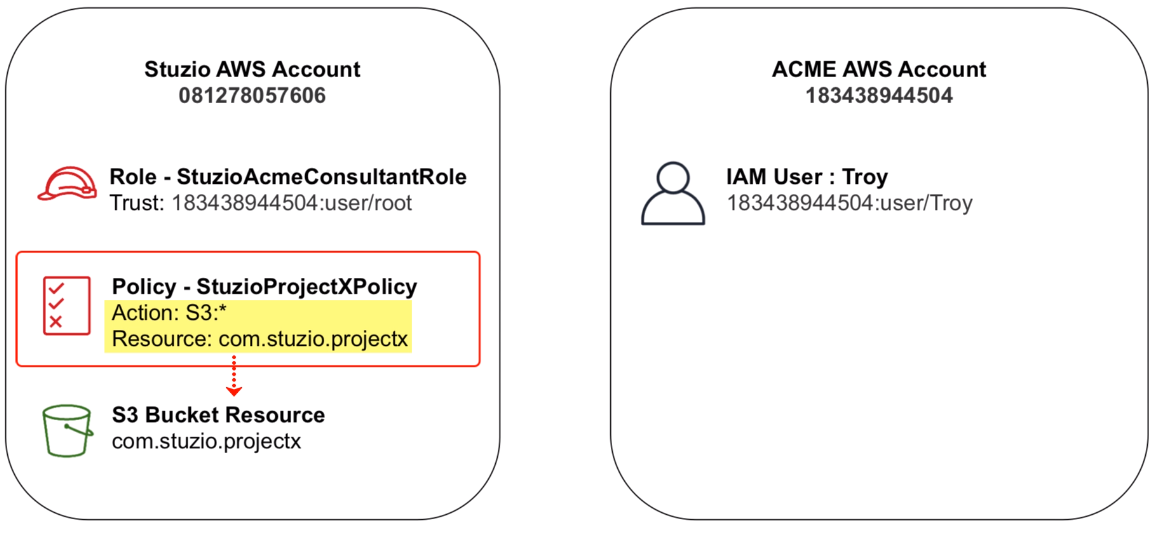 Stuzio AWS Account
081278057606
Role - StuzioAcmeConsultantRole
Trust: 183438944504:user/root
Policy - StuzioProjectXPolicy
Action: S3:*
Resource: com.stuzio.projectx
S3 Bucket Resource
com.stuzio.projectx
ACME AWS Account
183438944504
IAM User : Troy
183438944504:user/Troy